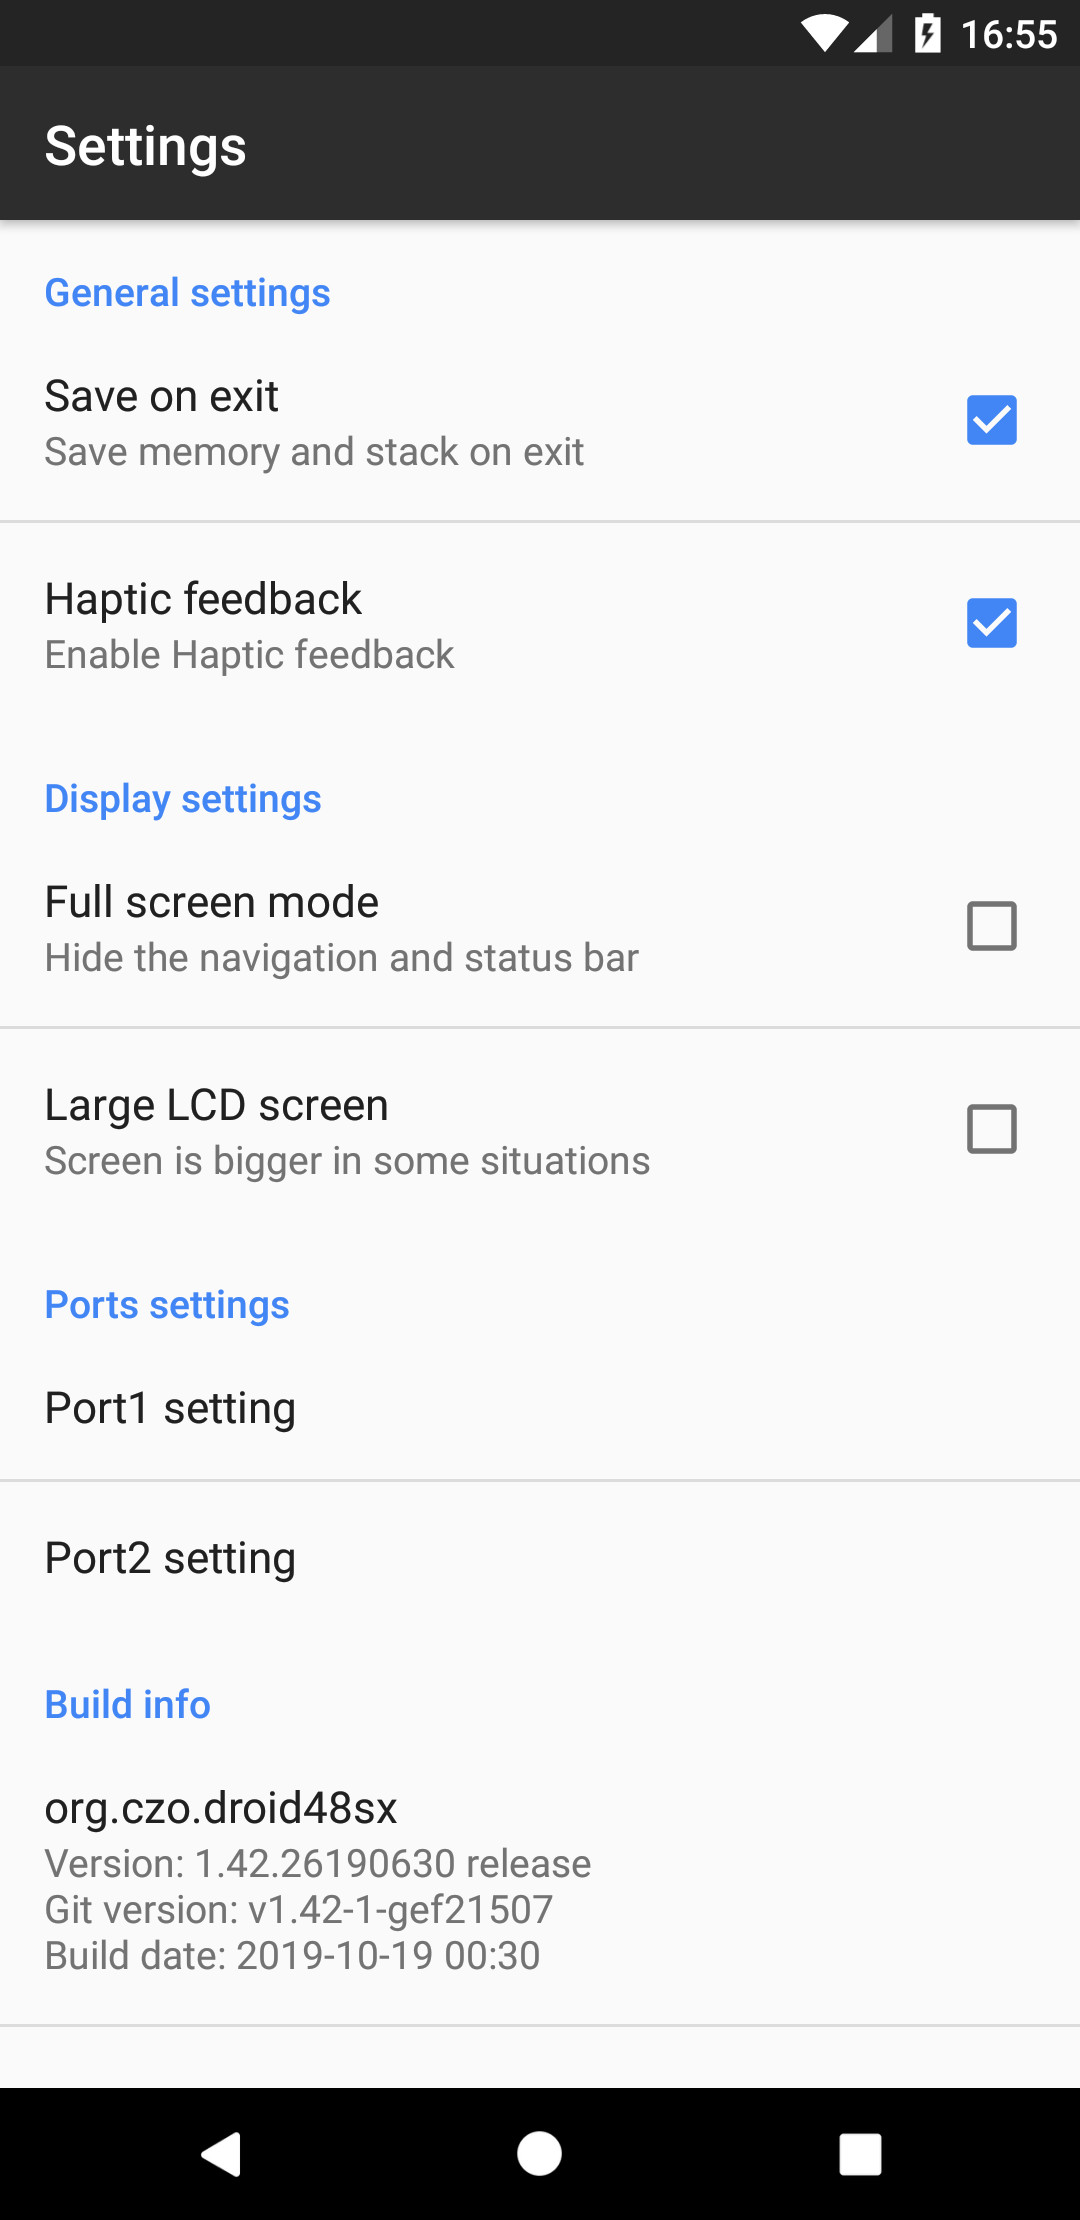 16:55
Settings
General settings
Save on exit
Save memory and stack on exit
Haptic feedback
Enable Haptic feedback
Display settings
Full screen mode
Hide the navigation and status bar
Large LCD screen
Screen is bigger in some situations
Ports settings
Port1 setting
Port2 setting
Build info
org.czo.droid48sx
Version: 1.42.26190630 release
Git version: v1.42-1-gef21507
Build date: 2019-10-19 00:30